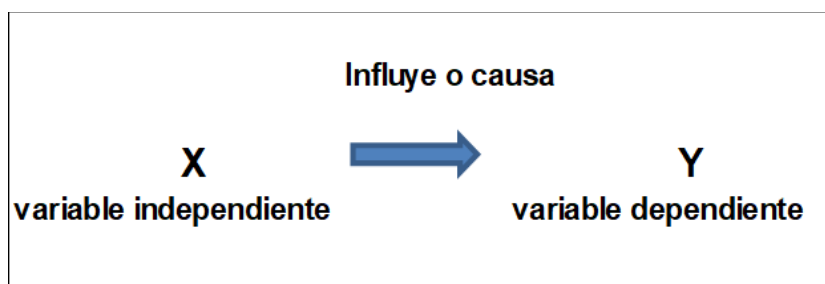 Influye o causa
X
Y
variable independiente
variable dependiente